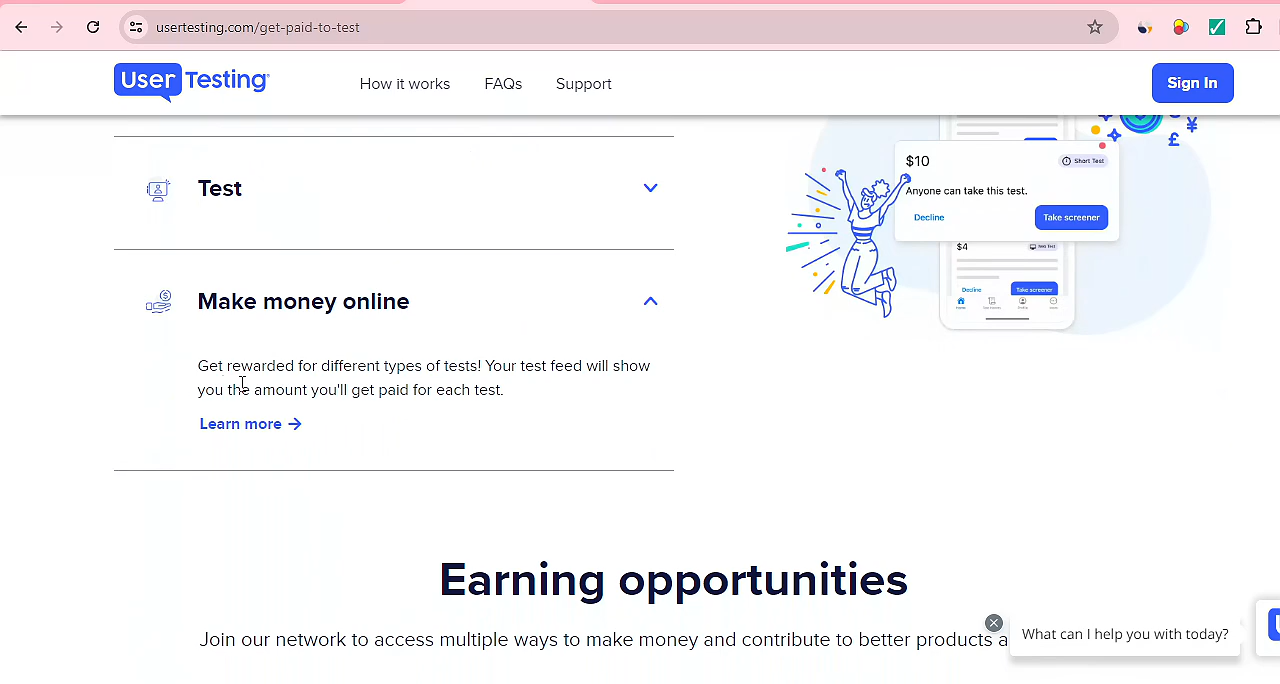 usertesting.com/get-paid-to-test
User Testing
How it works
FAQs
Support
Sign In
Test
Make money online
Get rewarded for different types of tests! Your test feed will show
you the amount you'll get paid for each test.
Learn more →
$10
Short Test
Anyone can take this test.
Decline
Take screener
$4
Decline
Take screener
Earning opportunities
Join our network to access multiple ways to make money and contribute to better products
What can I help you with today?